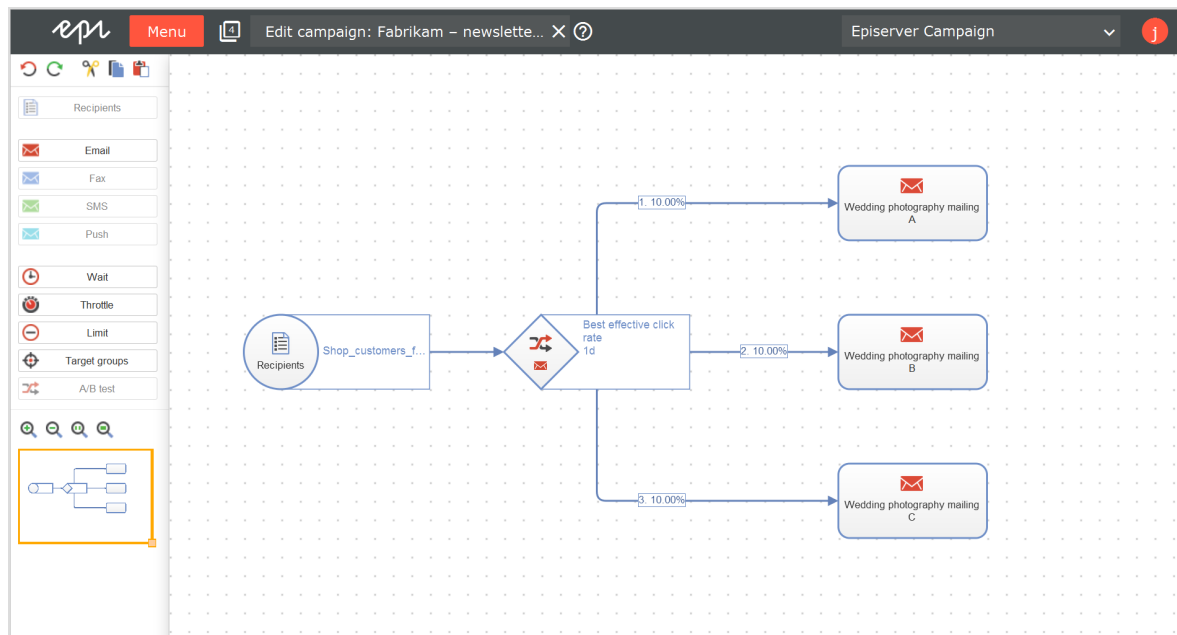 epi Menu 4 Edit campaign: Fabrikam – newslette... Episerver Campaign j
Recipients
Email
Fax
SMS
Push
Wait
Throttle
Limit
Target groups
A/B test
Recipients
Shop_customers_f...
Best effective click
rate
1d
1. 10.00%
2. 10.00%
3. 10.00%
Wedding photography mailing
A
Wedding photography mailing
B
Wedding photography mailing
C